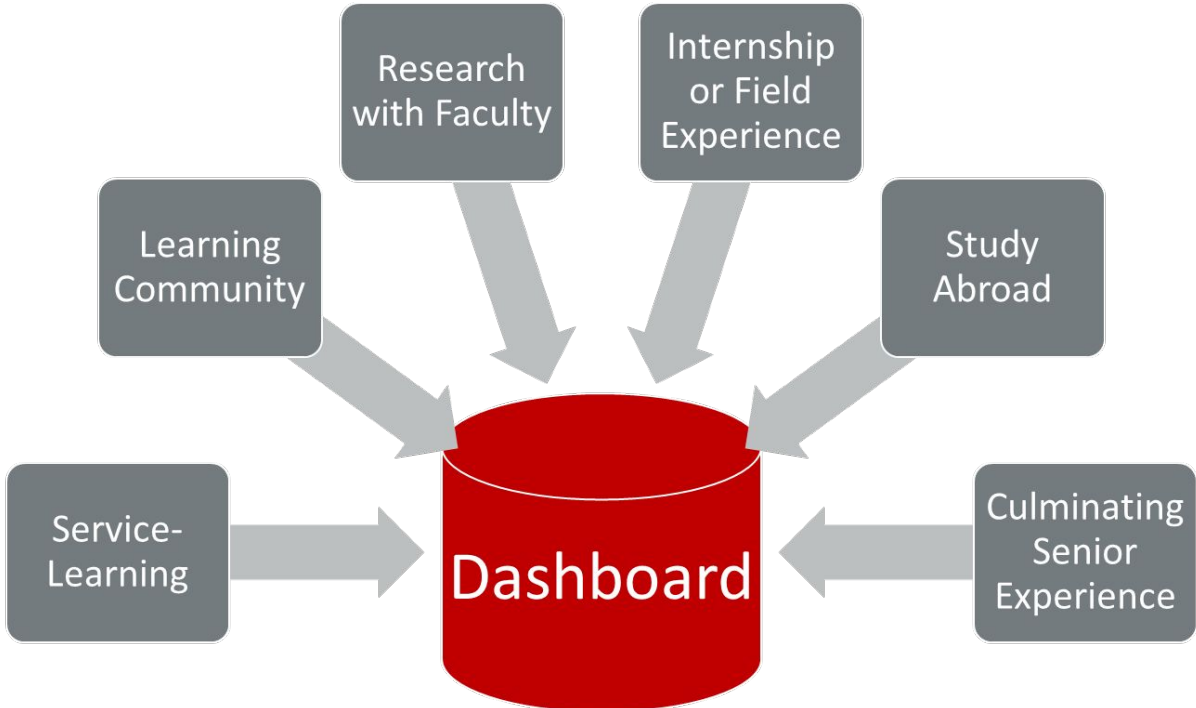 Research
with Faculty
Internship
or Field
Experience
Learning
Community
Study
Abroad
Service-
Learning
Dashboard
Culminating
Senior
Experience